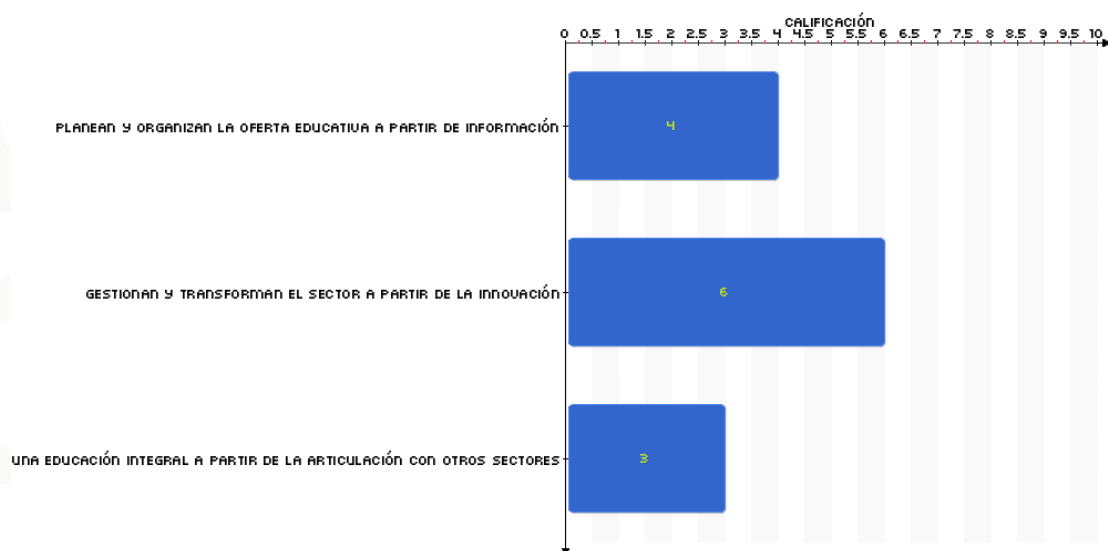 CALIFICACIÓN
0 0.5 1 1.5 2 2.5 3 3.5 4 4.5 5 5.5 6 6.5 7 7.5 8 8.5 9 9.5 10
PLANEAN Y ORGANIZAN LA OFERTA EDUCATIVA A PARTIR DE INFORMACIÓN
4
GESTIONAN Y TRANSFORMAN EL SECTOR A PARTIR DE LA INNOVACIÓN
6
UNA EDUCACIÓN INTEGRAL A PARTIR DE LA ARTICULACIÓN CON OTROS SECTORES
3